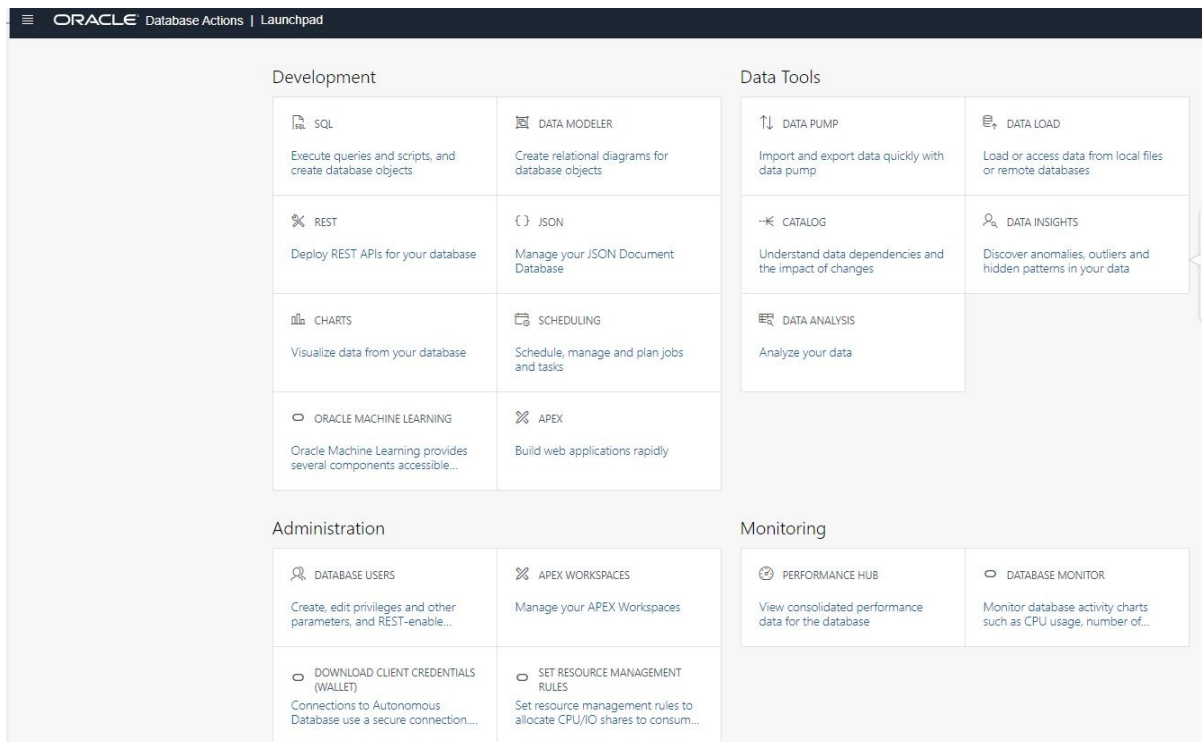 ORACLE Database Actions | Launchpad
Development
SQL
Execute queries and scripts, and
create database objects
DATA MODELER
Create relational diagrams for
database objects
REST
Deploy REST APIs for your database
{ } JSON
Manage your JSON Document
Database
CHARTS
Visualize data from your database
SCHEDULING
Schedule, manage and plan jobs
and tasks
ORACLE MACHINE LEARNING
Oracle Machine Learning provides
several components accessible...
APEX
Build web applications rapidly
Data Tools
DATA PUMP
Import and export data quickly with
data pump
DATA LOAD
Load or access data from local files
or remote databases
CATALOG
Understand data dependencies and
the impact of changes
DATA INSIGHTS
Discover anomalies, outliers and
hidden patterns in your data
DATA ANALYSIS
Analyze your data
Administration
DATABASE USERS
Create, edit privileges and other
parameters, and REST-enable...
APEX WORKSPACES
Manage your APEX Workspaces
DOWNLOAD CLIENT CREDENTIALS
(WALLET)
Connections to Autonomous
Database use a secure connection....
SET RESOURCE MANAGEMENT
RULES
Set resource management rules to
allocate CPU/IO shares to consum...
Monitoring
PERFORMANCE HUB
View consolidated performance
data for the database
DATABASE MONITOR
Monitor database activity charts
such as CPU usage, number of...